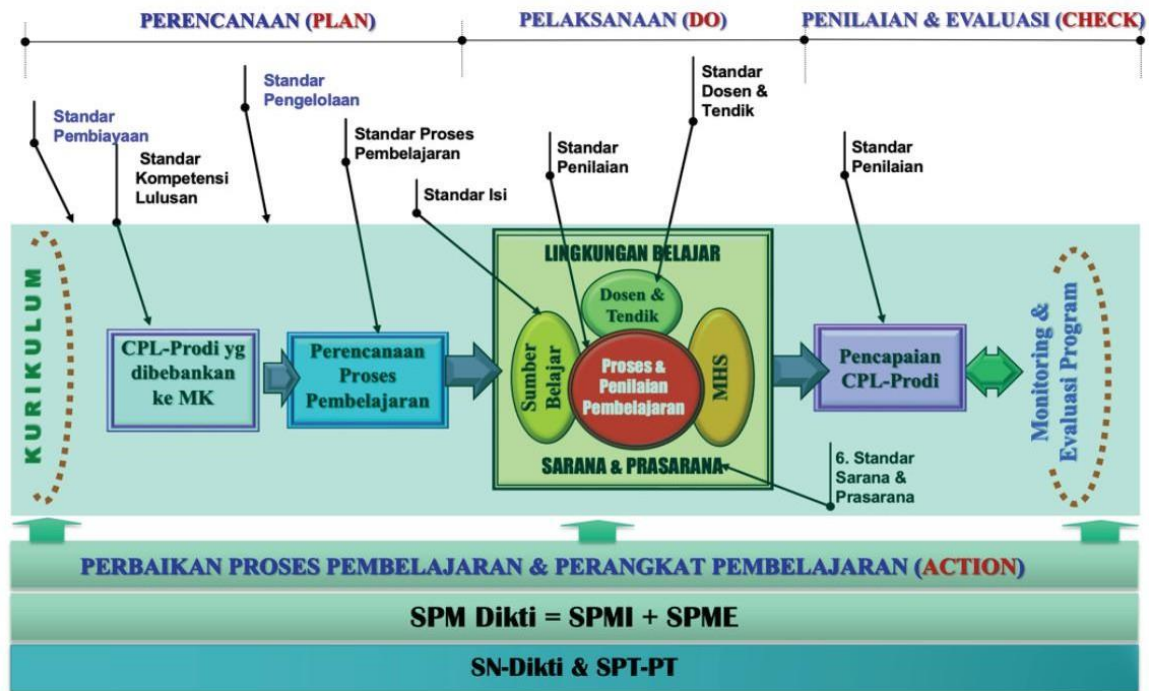 PERENCANAAN (PLAN)
PELAKSANAAN (DO)
PENILAIAN & EVALUASI (CHECK)
Standar
Pembiayaan
Standar
Kompetensi
Lulusan
Standar
Pengelolaan
Standar Proses
Pembelajaran
Standar Isi
Standar
Penilaian
Standar
Dosen &
Tendik
Standar
Penilaian
KURIKULUM
CPL-Prodi yg
dibebankan
ke MK
Perencanaan
Proses
Pembelajaran
LINGKUNGAN BELAJAR
Dosen &
Tendik
Sumber
Belajar
Proses &
Penilaian
Pembelajaran
MHS
SARANA & PRASARANA
Pencapaian
CPL-Prodi
Monitoring &
Evaluasi Program
6. Standar
Sarana &
Prasarana
PERBAIKAN PROSES PEMBELAJARAN & PERANGKAT PEMBELAJARAN (ACTION)
SPM Dikti = SPMI + SPME
SN-Dikti & SPT-PT